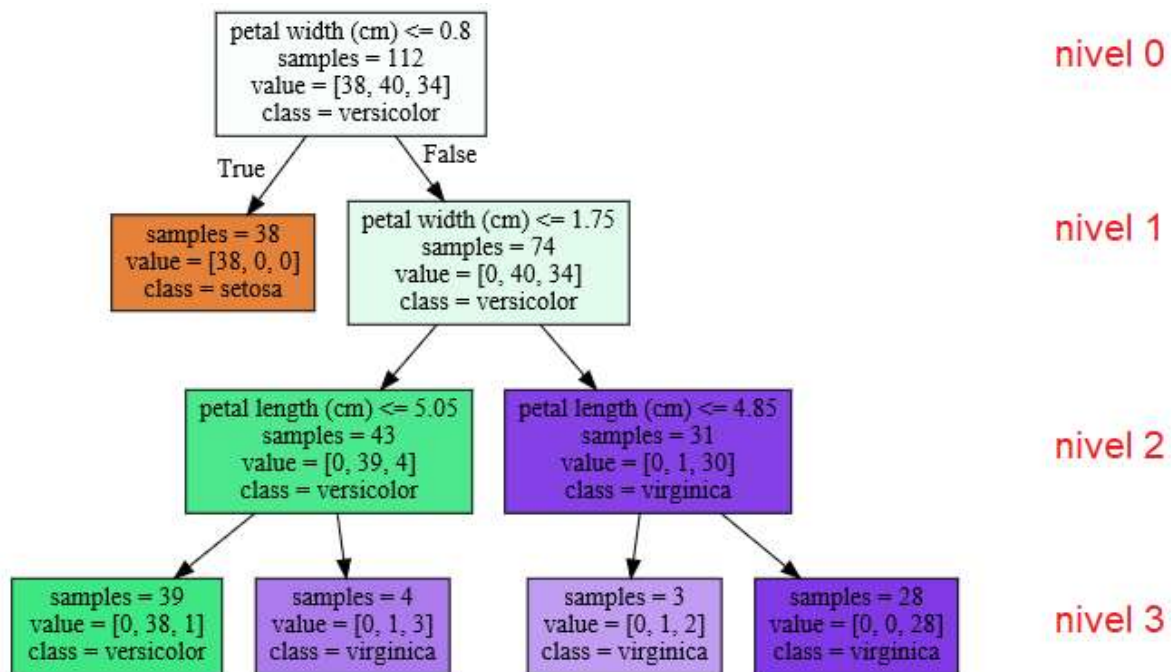 petal width (cm) <= 0.8
samples = 112
value = [38, 40, 34]
class = versicolor
nivel 0
True
False
samples = 38
value = [38, 0, 0]
class = setosa
petal width (cm) <= 1.75
samples = 74
value = [0, 40, 34]
class = versicolor
nivel 1
petal length (cm) <= 5.05
samples = 43
value = [0, 39, 4]
class = versicolor
petal length (cm) <= 4.85
samples = 31
value = [0, 1, 30]
class = virginica
nivel 2
samples = 39
value = [0, 38, 1]
class = versicolor
samples = 4
value = [0, 1, 3]
class = virginica
samples = 3
value = [0, 1, 2]
class = virginica
samples = 28
value = [0, 0, 28]
class = virginica
nivel 3